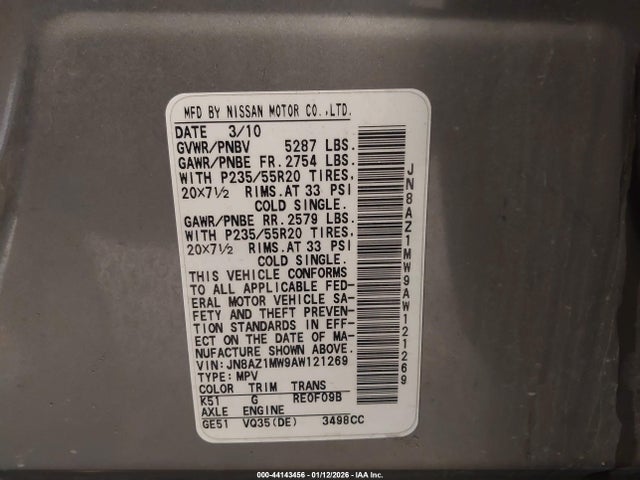 MFD BY NISSAN MOTOR CO.,LTD.
DATE 3/10
GVWR/PNBV 5287 LBS.
GAWR/PNBE FR. 2754 LBS.
WITH P235/55R20 TIRES,
20X7½ RIMS.AT 33 PSI
COLD SINGLE.
GAWR/PNBE RR. 2579 LBS.
WITH P235/55R20 TIRES,
20X7½ RIMS.AT 33 PSI
COLD SINGLE.
THIS VEHICLE CONFORMS
TO ALL APPLICABLE FED-
ERAL MOTOR VEHICLE SA-
FETY AND THEFT PREVEN-
TION STANDARDS IN EFF-
ECT ON THE DATE OF MA-
NUFACTURE SHOWN ABOVE.
VIN: JN8AZ1MW9AW121269
TYPE: MPV
COLOR TRIM TRANS
K51 G RE0F09B
AXLE ENGINE
GE51 VQ35(DE) 3498CC
JN8AZ1MW9AW121269
000-44143456 - 01/12/2026 - IAA Inc.